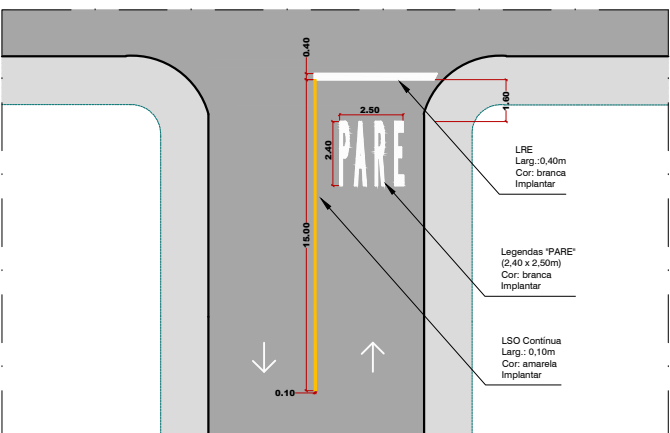 0.40
2.50
1.60
2.40
PARE
LRE
Larg.:0,40m
Cor: branca
Implantar
15.00
Legendas "PARE"
(2,40 x 2,50m)
Cor: branca
Implantar
LSO Contínua
Larg.: 0,10m
Cor: amarela
Implantar
0.10